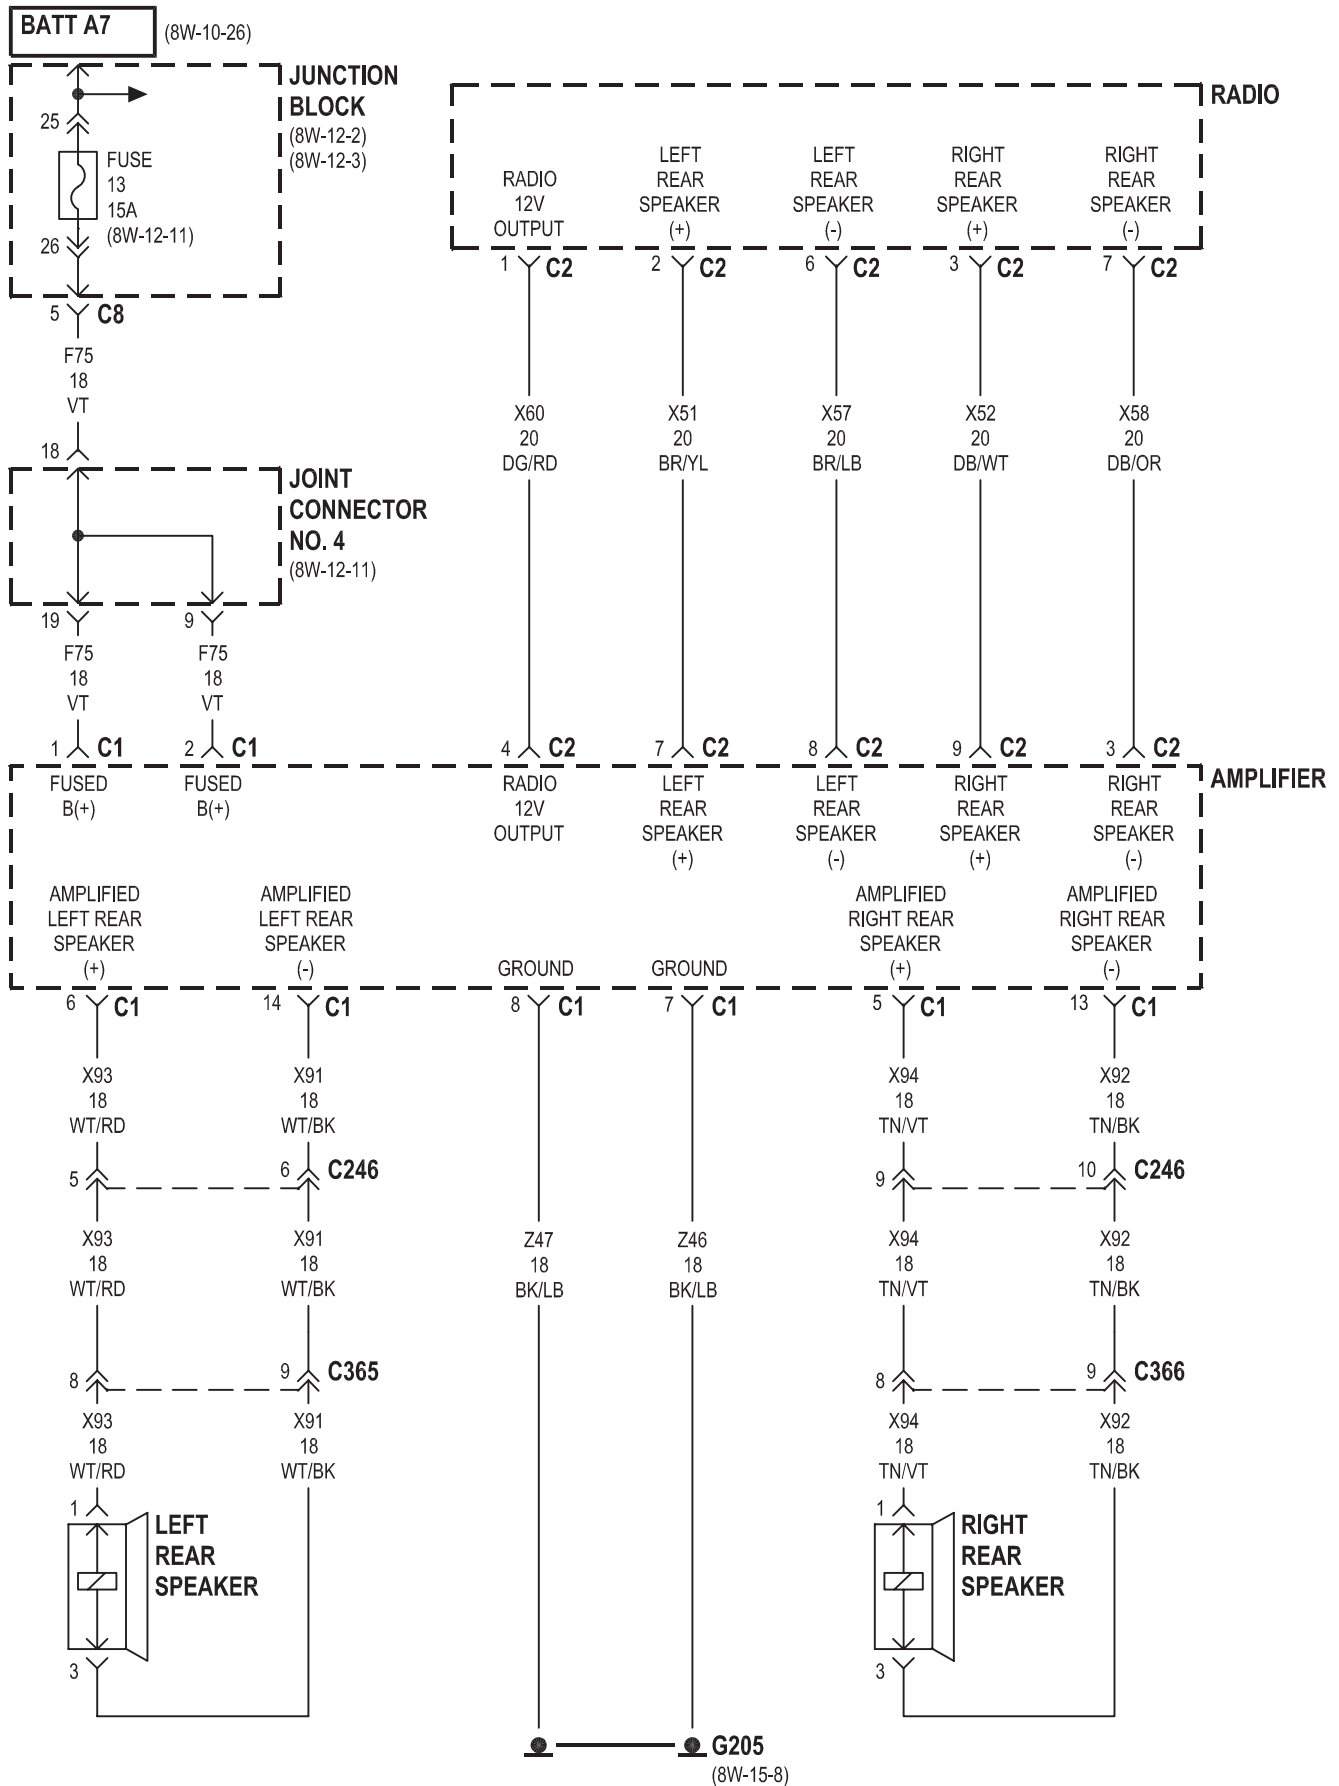 BATT A7 (8W-10-26)
JUNCTION
BLOCK
(8W-12-2)
(8W-12-3)
25
FUSE
13
15A
(8W-12-11)
26
5 C8
F75
18
VT
18
JOINT
CONNECTOR
NO. 4
(8W-12-11)
19 9
F75 F75
18 18
VT VT
1 C1 2 C1
RADIO
RADIO
12V
OUTPUT
LEFT
REAR
SPEAKER
(+)
LEFT
REAR
SPEAKER
(-)
RIGHT
REAR
SPEAKER
(+)
RIGHT
REAR
SPEAKER
(-)
1 C2 2 C2 6 C2 3 C2 7 C2
X60 X51 X57 X52 X58
20 20 20 20 20
DG/RD BR/YL BR/LB DB/WT DB/OR
4 C2 7 C2 8 C2 9 C2 3 C2
AMPLIFIER
FUSED
B(+)
FUSED
B(+)
RADIO
12V
OUTPUT
LEFT
REAR
SPEAKER
(+)
LEFT
REAR
SPEAKER
(-)
RIGHT
REAR
SPEAKER
(+)
RIGHT
REAR
SPEAKER
(-)
AMPLIFIED
LEFT REAR
SPEAKER
(+)
AMPLIFIED
LEFT REAR
SPEAKER
(-)
GROUND
GROUND
AMPLIFIED
RIGHT REAR
SPEAKER
(+)
AMPLIFIED
RIGHT REAR
SPEAKER
(-)
6 C1 14 C1 8 C1 7 C1 5 C1 13 C1
X93 X91 X94 X92
18 18 18 18
WT/RD WT/BK TN/VT TN/BK
5 6 C246 9 10 C246
X93 X91 Z47 Z46 X94 X92
18 18 18 18 18 18
WT/RD WT/BK BK/LB BK/LB TN/VT TN/BK
8 9 C365 8 9 C366
X93 X91 X94 X92
18 18 18 18
WT/RD WT/BK TN/VT TN/BK
1
LEFT
REAR
SPEAKER
3
1
RIGHT
REAR
SPEAKER
3
G205
(8W-15-8)